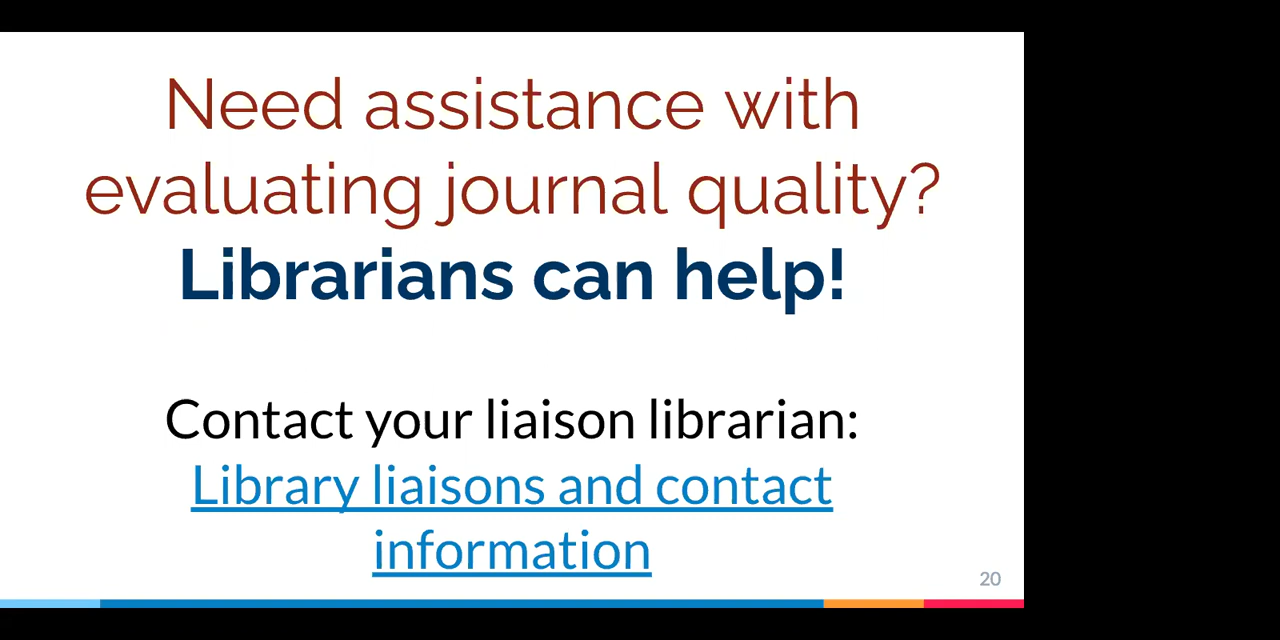 Need assistance with
evaluating journal quality?
Librarians can help!
Contact your liaison librarian:
Library liaisons and contact
information
20